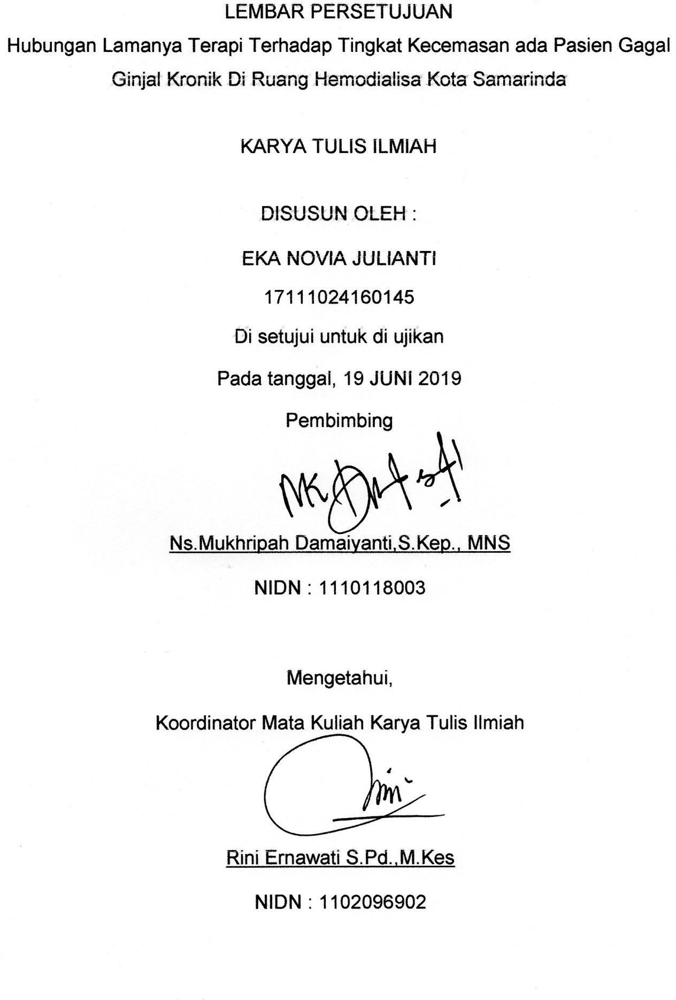 LEMBAR PERSETUJUAN
Hubungan Lamanya Terapi Terhadap Tingkat Kecemasan ada Pasien Gagal
Ginjal Kronik Di Ruang Hemodialisa Kota Samarinda
KARYA TULIS ILMIAH
DISUSUN OLEH :
EKA NOVIA JULIANTI
17111024160145
Di setujui untuk di ujikan
Pada tanggal, 19 JUNI 2019
Pembimbing
Ns.Mukhripah Damaiyanti,S.Kep., MNS
NIDN : 1110118003
Mengetahui,
Koordinator Mata Kuliah Karya Tulis Ilmiah
Rini Ernawati S.Pd.,M.Kes
NIDN : 1102096902